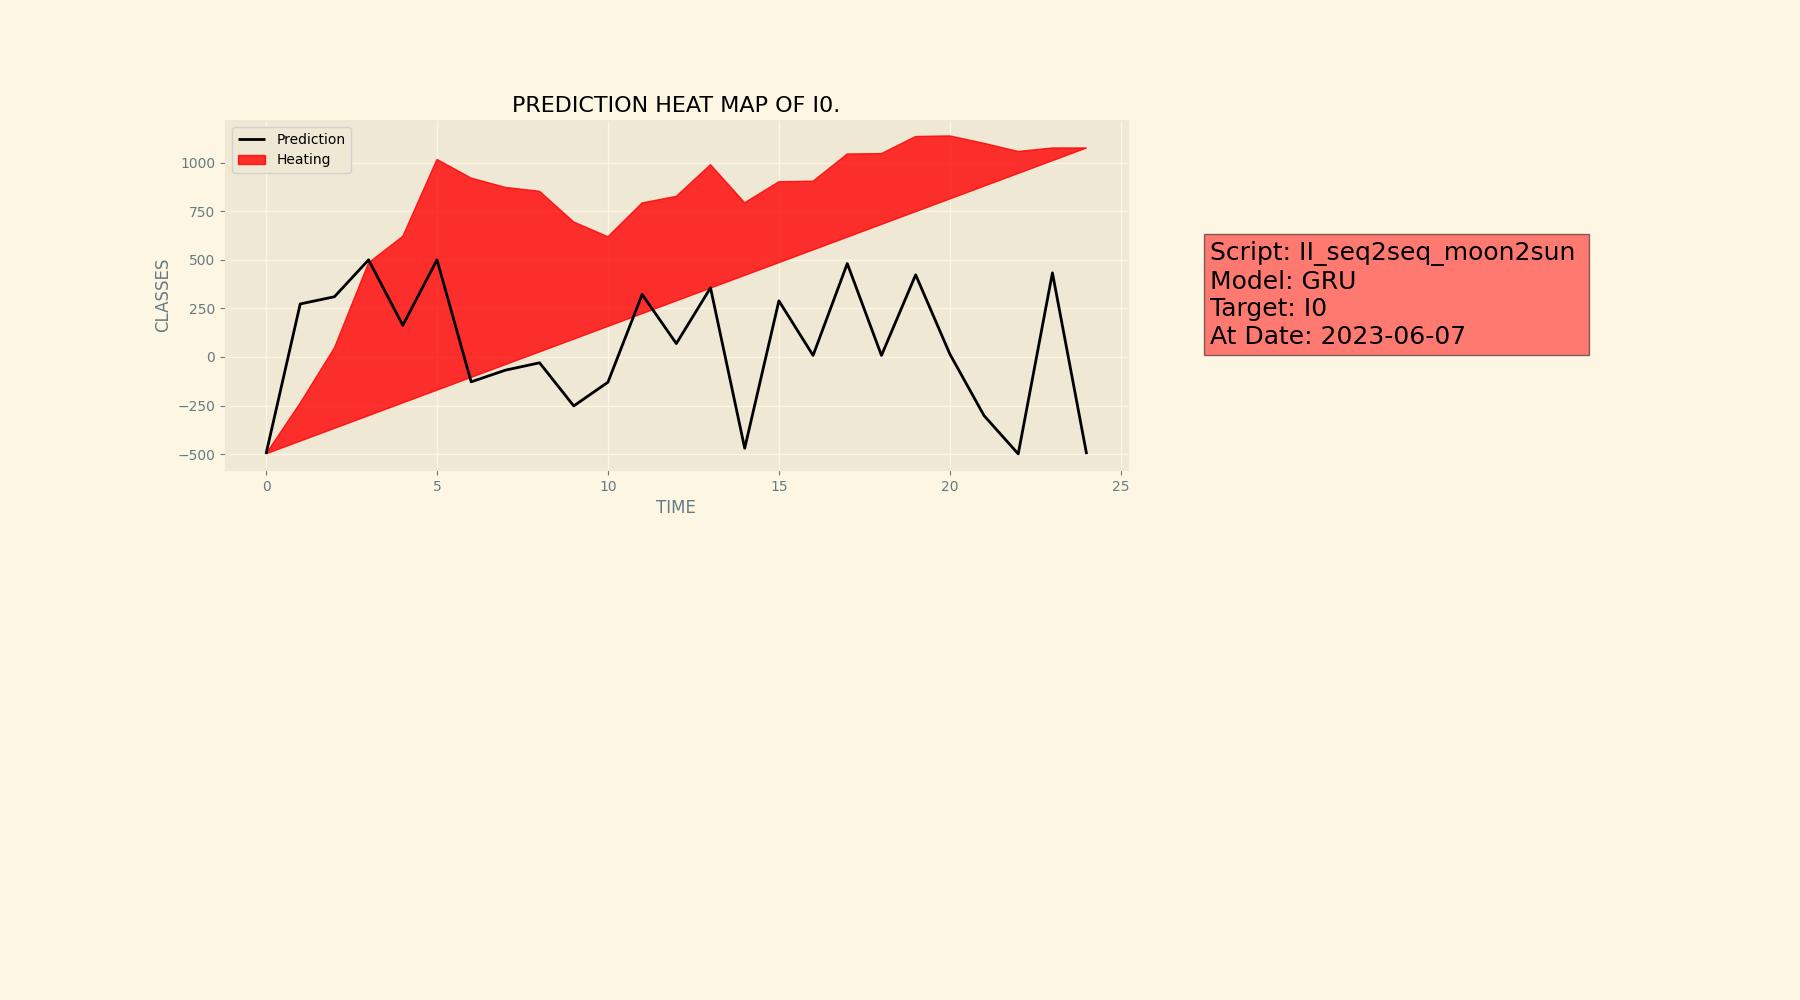 PREDICTION HEAT MAP OF I0.
Prediction
Heating
CLASSES
1000
750
500
250
0
−250
−500
0 5 10 15 20 25
TIME
Script: II_seq2seq_moon2sun
Model: GRU
Target: I0
At Date: 2023-06-07